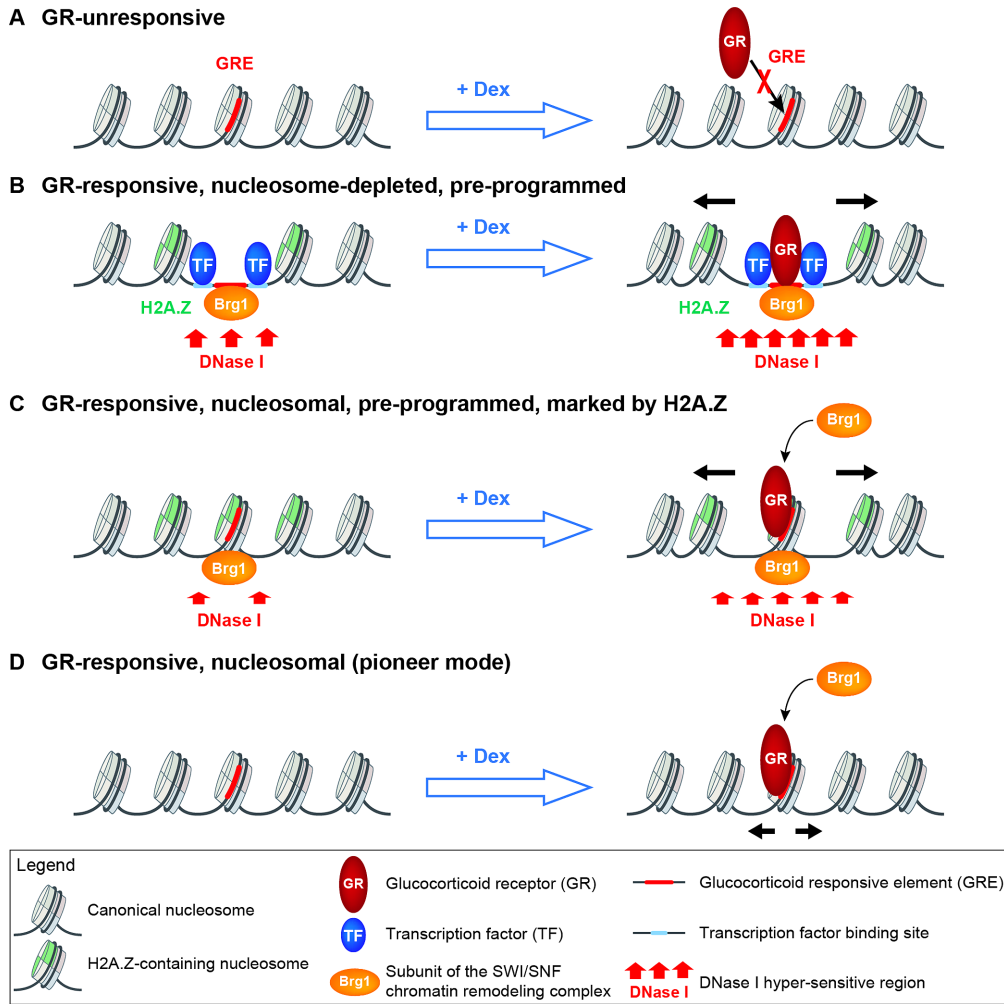 A GR-unresponsive
GRE
+ Dex
GR
GRE
B GR-responsive, nucleosome-depleted, pre-programmed
TF
TF
Brg1
H2A.Z
DNase I
+ Dex
TF
GR
TF
Brg1
H2A.Z
DNase I
C GR-responsive, nucleosomal, pre-programmed, marked by H2A.Z
Brg1
DNase I
+ Dex
Brg1
GR
Brg1
DNase I
D GR-responsive, nucleosomal (pioneer mode)
+ Dex
Brg1
GR
Legend
Canonical nucleosome
H2A.Z-containing nucleosome
GR Glucocorticoid receptor (GR)
TF Transcription factor (TF)
Brg1 Subunit of the SWI/SNF
chromatin remodeling complex
Glucocorticoid responsive element (GRE)
Transcription factor binding site
DNase I DNase I hyper-sensitive region